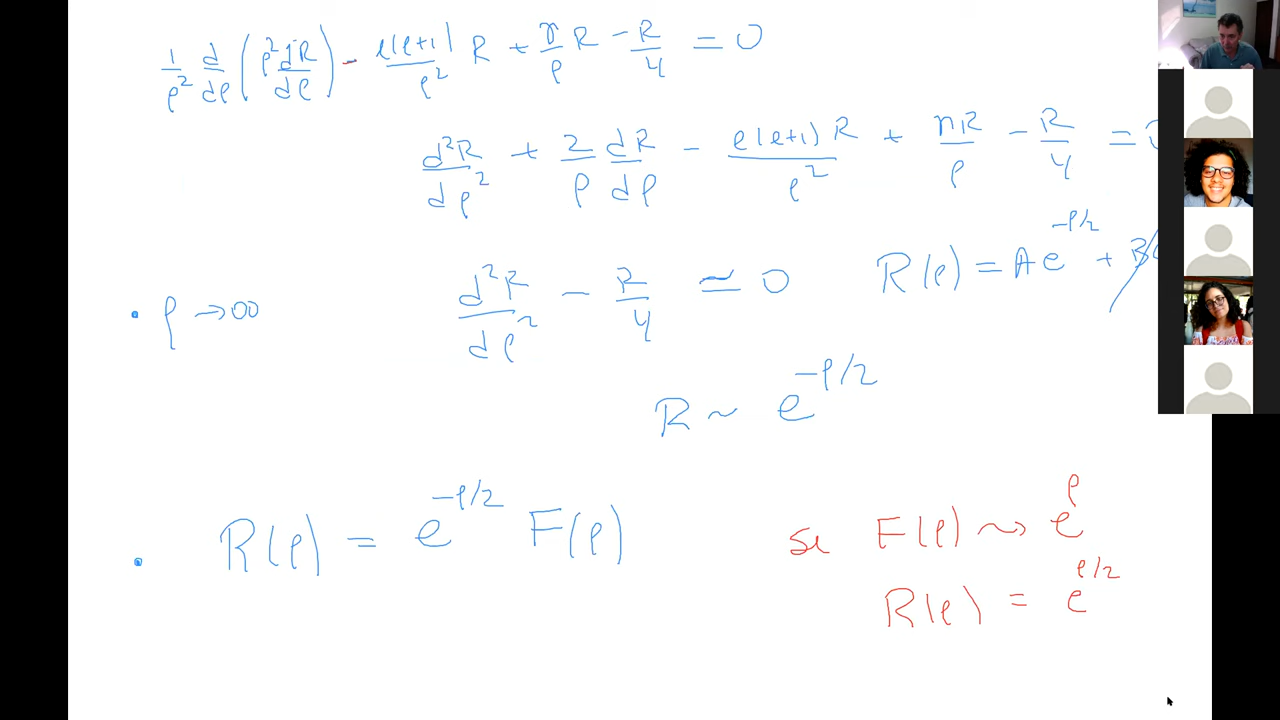 1/ρ² d/dρ (ρ² dR/dρ) - ℓ(ℓ+1)/ρ² R + n/ρ R - R/4 = 0
d²R/dρ² + 2/ρ dR/dρ - ℓ(ℓ+1)R/ρ² + nR/ρ - R/4 = 0
• ρ → ∞ d²R/dρ² - R/4 ≃ 0 R(ρ) = A e^{-ρ/2} +
R ~ e^{-ρ/2}
• R(ρ) = e^{-ρ/2} F(ρ) se F(ρ) ~> e^{ρ}
R(ρ) = e^{ρ/2}